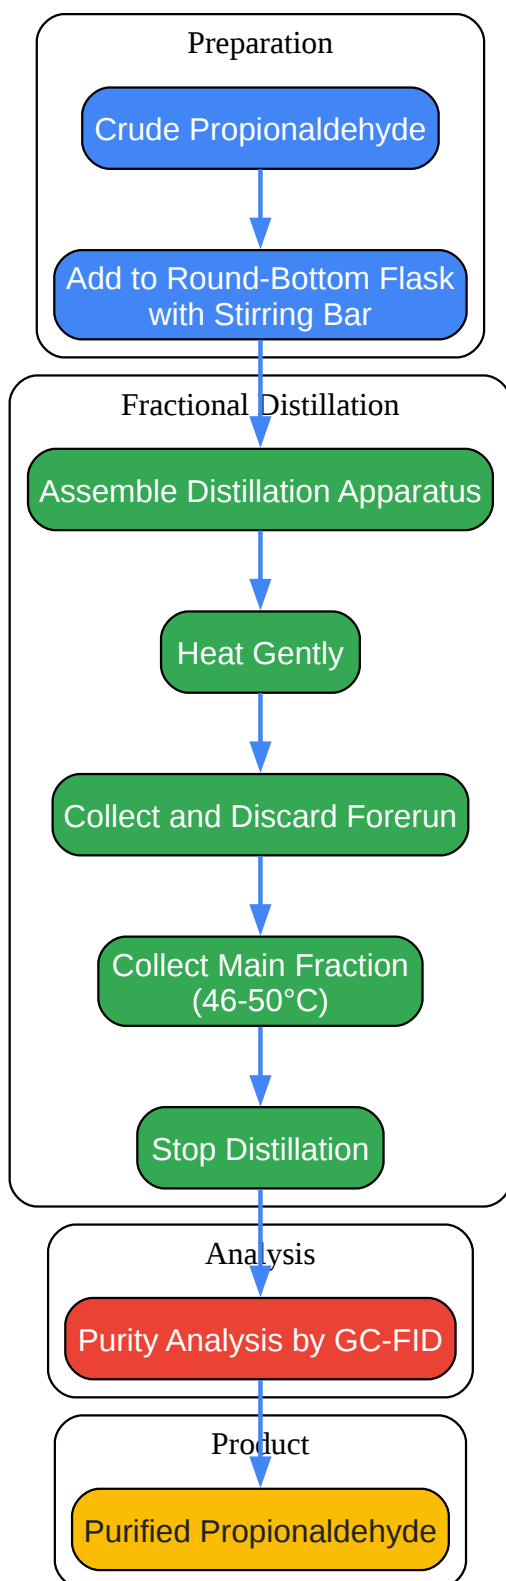 Preparation
Crude Propionaldehyde
Add to Round-Bottom Flask
with Stirring Bar
Fractional Distillation
Assemble Distillation Apparatus
Heat Gently
Collect and Discard Forerun
Collect Main Fraction
(46-50°C)
Stop Distillation
Analysis
Purity Analysis by GC-FID
Product
Purified Propionaldehyde